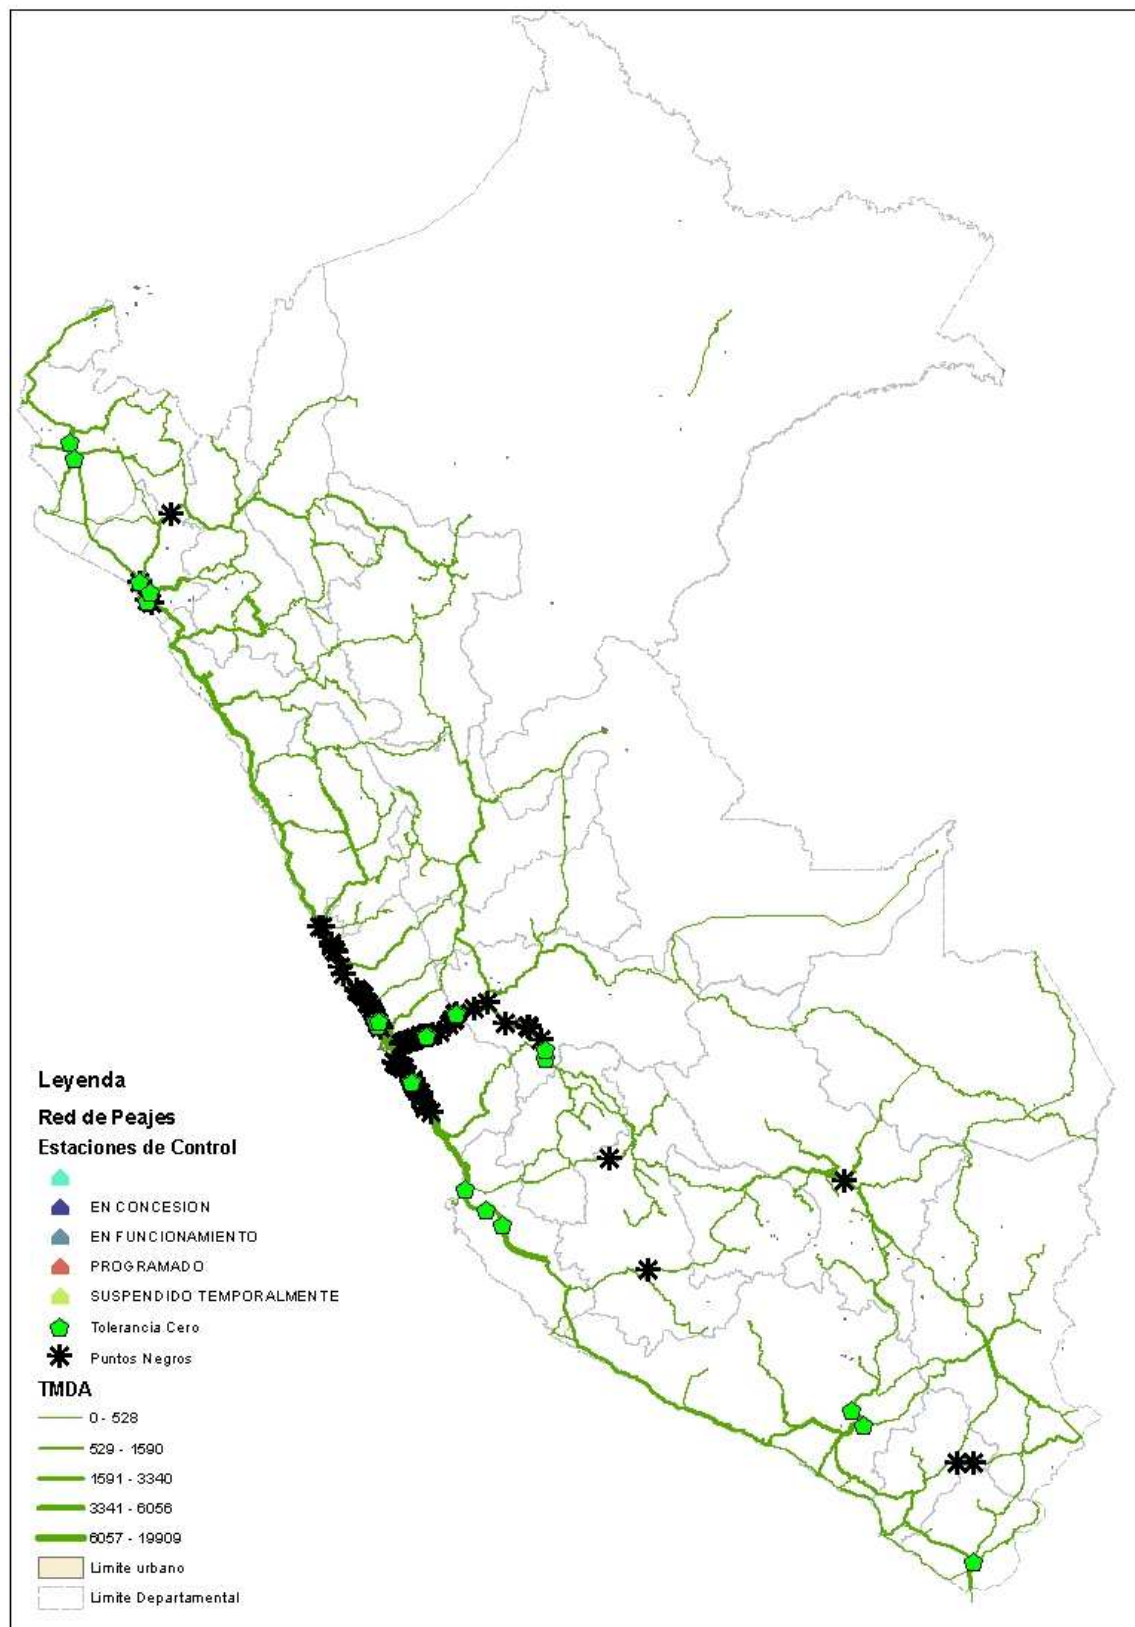 Leyenda
Red de Peajes
Estaciones de Control
EN CONCESION
EN FUNCIONAMIENTO
PROGRAMADO
SUSPENDIDO TEMPORALMENTE
Tolerancia Cero
Puntos Negros
TMDA
0 - 528
529 - 1590
1591 - 3340
3341 - 6056
6057 - 19909
Limite urbano
Limite Departamental